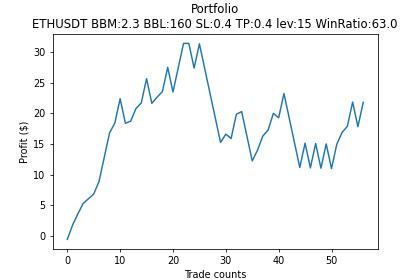 Portfolio
ETHUSDT BBM:2.3 BBL:160 SL:0.4 TP:0.4 lev:15 WinRatio:63.0
Profit ($)
30
25
20
15
10
5
0
0 10 20 30 40 50
Trade counts